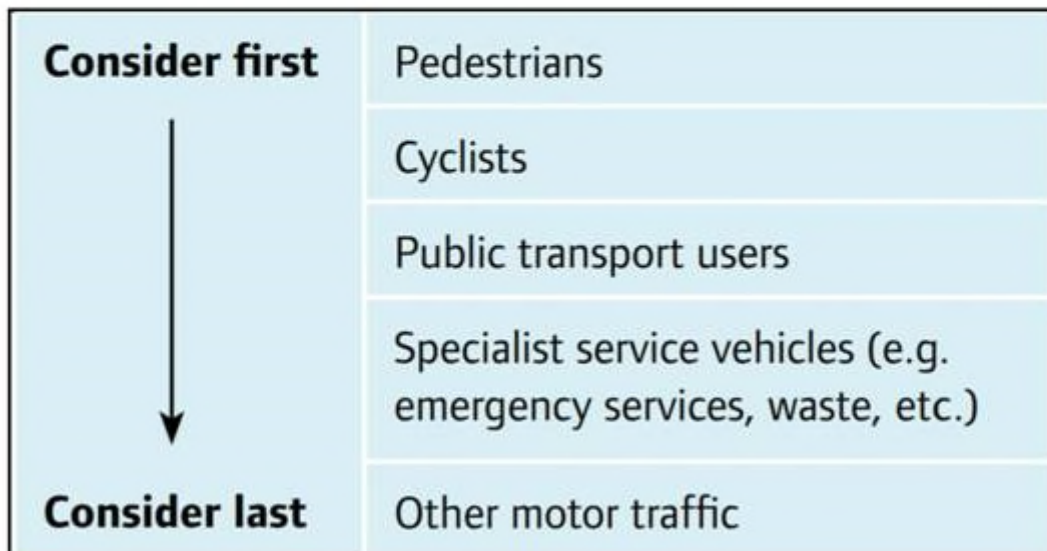 Consider first
Pedestrians
Cyclists
Public transport users
Specialist service vehicles (e.g.
emergency services, waste, etc.)
Consider last
Other motor traffic